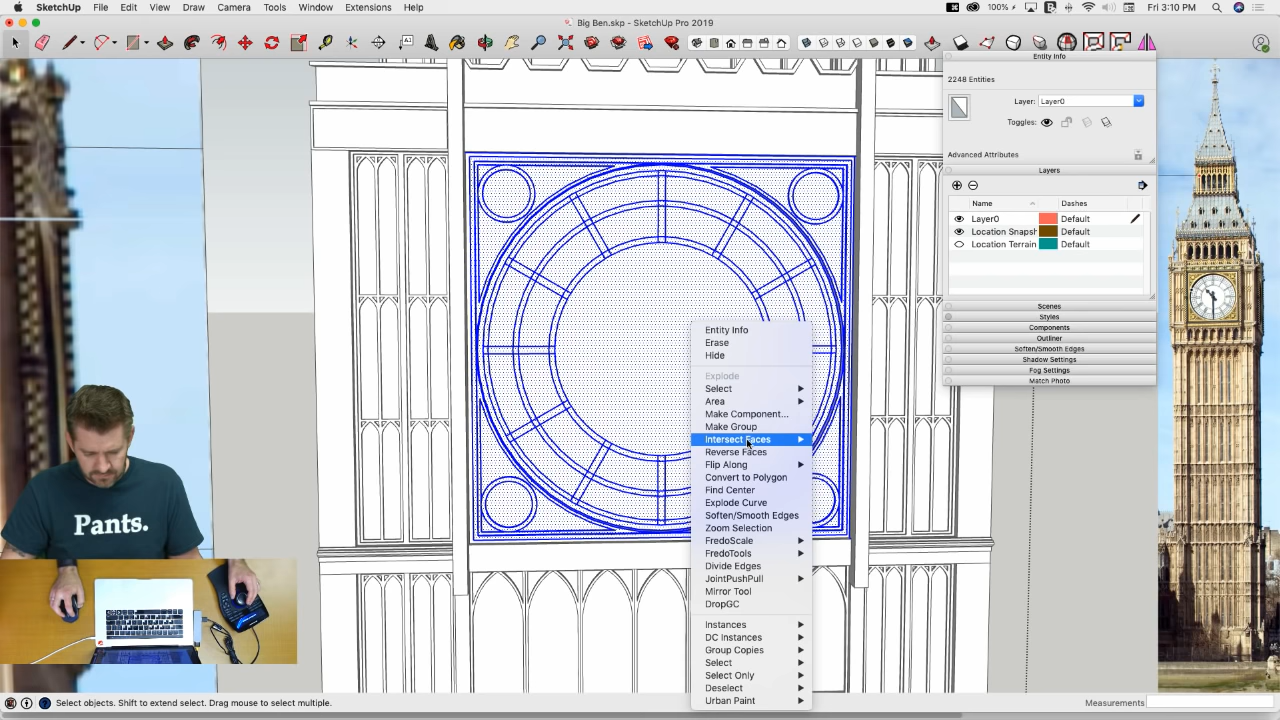 SketchUp File Edit View Draw Camera Tools Window Extensions Help 100% Fri 3:10 PM
Big Ben.skp - SketchUp Pro 2019
Entity Info
2248 Entities
Layer: Layer0
Toggles:
Advanced Attributes
Layers
Name Dashes
Layer0 Default
Location Snapsh Default
Location Terrain Default
Scenes
Styles
Components
Outliner
Soften/Smooth Edges
Shadow Settings
Fog Settings
Match Photo
Entity Info
Erase
Hide
Explode
Select
Area
Make Component...
Make Group
Intersect Faces
Reverse Faces
Flip Along
Convert to Polygon
Find Center
Explode Curve
Soften/Smooth Edges
Zoom Selection
FredoScale
FredoTools
Divide Edges
JointPushPull
Mirror Tool
DropGC
Instances
DC Instances
Group Copies
Select
Select Only
Deselect
Urban Paint
Pants.
Select objects. Shift to extend select. Drag mouse to select multiple. Measurements